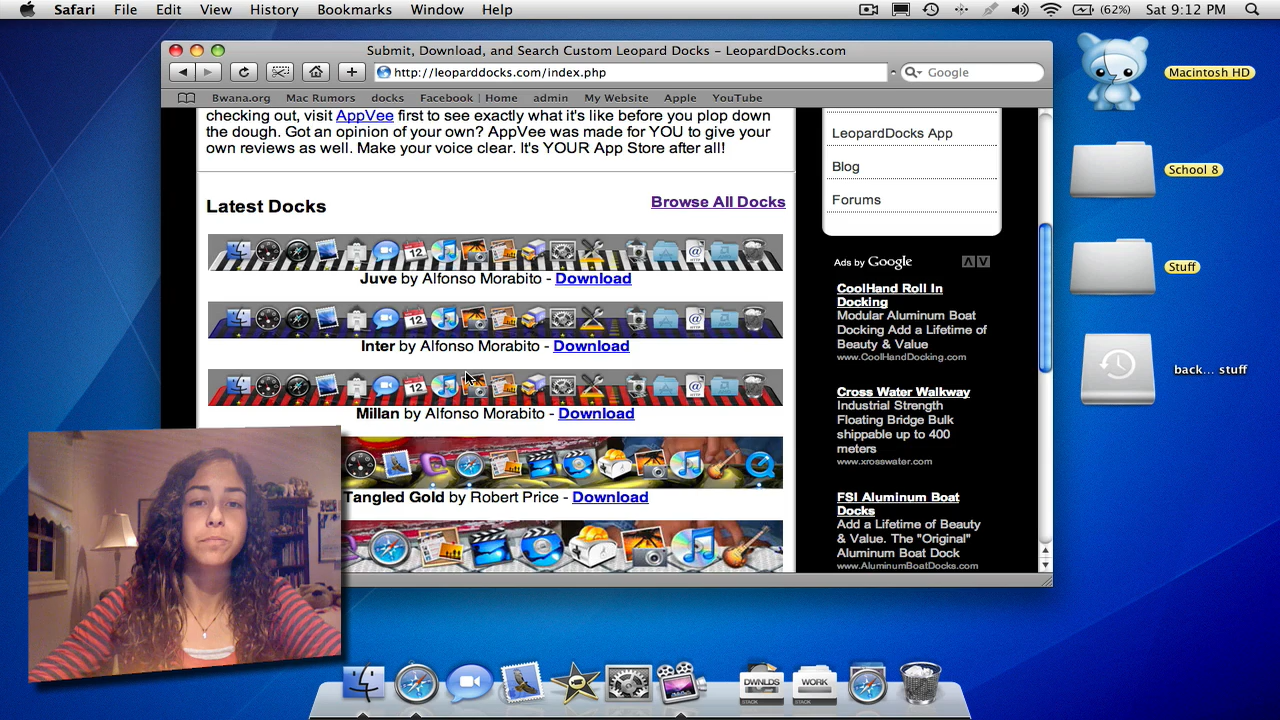 Safari File Edit View History Bookmarks Window Help (62%) Sat 9:12 PM
Submit, Download, and Search Custom Leopard Docks – LeopardDocks.com
http://leoparddocks.com/index.php
Google
Bwana.org Mac Rumors docks Facebook | Home admin My Website Apple YouTube
checking out, visit AppVee first to see exactly what it's like before you plop down
the dough. Got an opinion of your own? AppVee was made for YOU to give your
own reviews as well. Make your voice clear. It's YOUR App Store after all!
Latest Docks
Browse All Docks
12
Juve by Alfonso Morabito - Download
12
Inter by Alfonso Morabito - Download
12
Millan by Alfonso Morabito - Download
Tangled Gold by Robert Price - Download
LeopardDocks App
Blog
Forums
Ads by Google
CoolHand Roll In
Docking
Modular Aluminum Boat
Docking Add a Lifetime of
Beauty & Value
www.CoolHandDocking.com
Cross Water Walkway
Industrial Strength
Floating Bridge Bulk
shippable up to 400
meters
www.xrosswater.com
FSI Aluminum Boat
Docks
Add a Lifetime of Beauty
& Value. The "Original"
Aluminum Boat Dock
www.AluminumBoatDocks.com
Macintosh HD
School 8
Stuff
back... stuff
DWNLDS
STACK
WORK
STACK